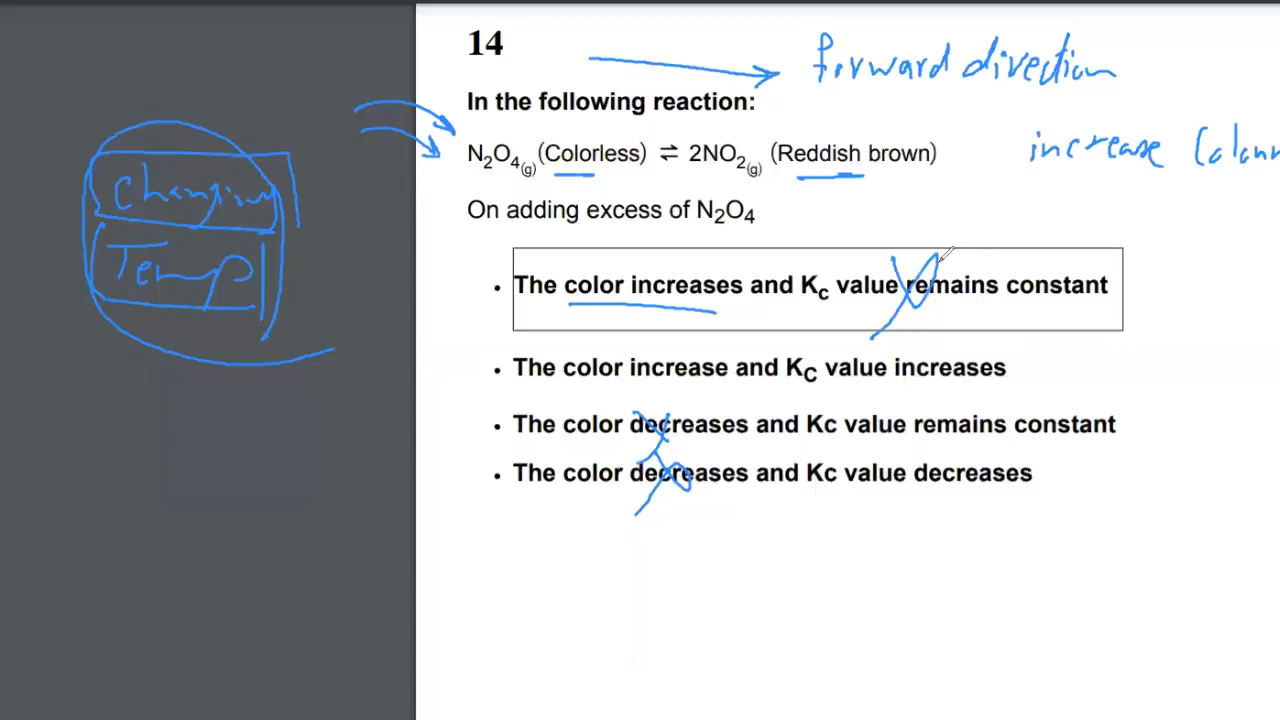 14
forward direction
In the following reaction:
N₂O₄(g) (Colorless) ⇌ 2NO₂(g) (Reddish brown)
increase
On adding excess of N₂O₄
Changing
Temp
• The color increases and Kc value remains constant
• The color increase and KC value increases
• The color decreases and Kc value remains constant
• The color decreases and Kc value decreases